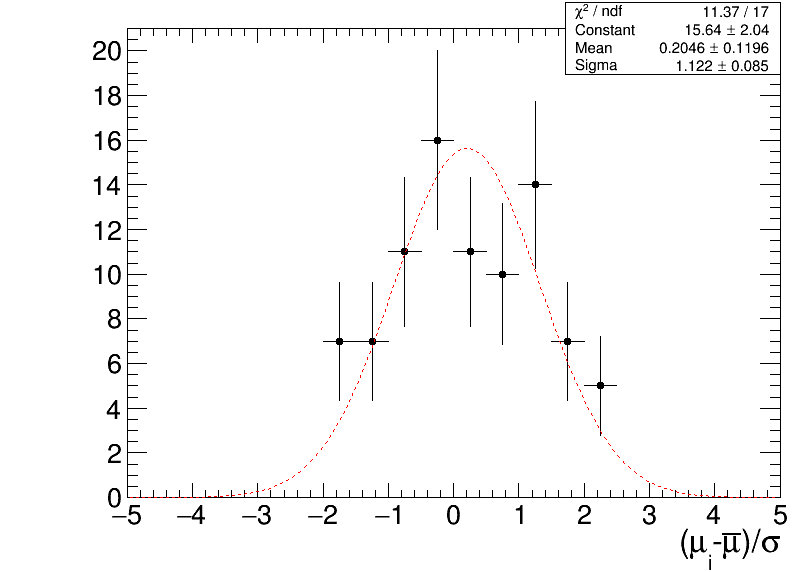 χ² / ndf 11.37 / 17
Constant 15.64 ± 2.04
Mean 0.2046 ± 0.1196
Sigma 1.122 ± 0.085
20
18
16
14
12
10
8
6
4
2
0
−5 −4 −3 −2 −1 0 1 2 3 4 5
(μ_i-μ̅)/σ